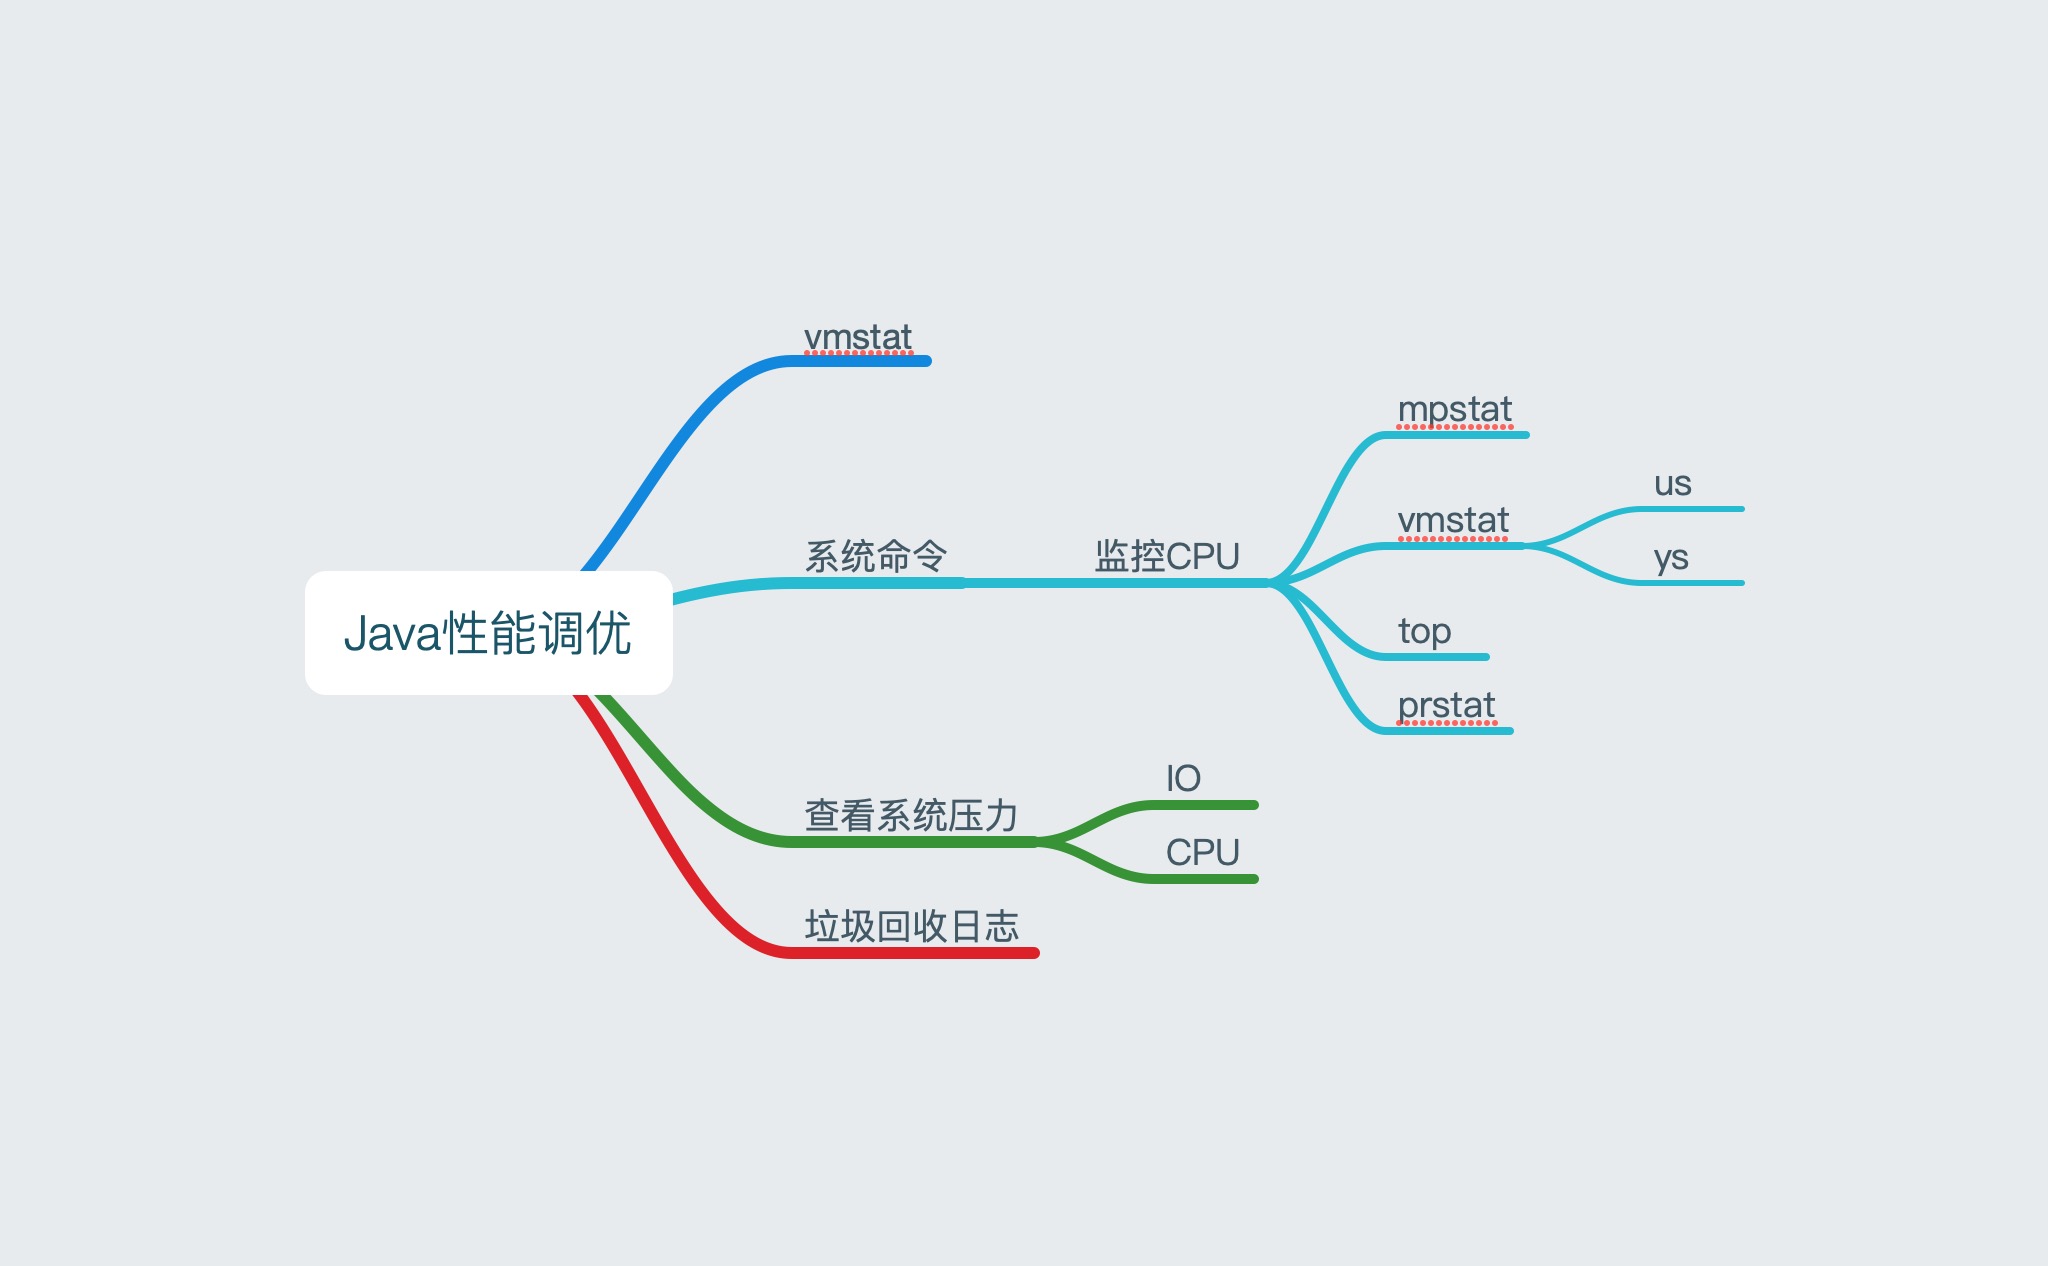 vmstat
mpstat
us
vmstat
系统命令
监控CPU
ys
Java性能调优
top
prstat
IO
查看系统压力
CPU
垃圾回收日志